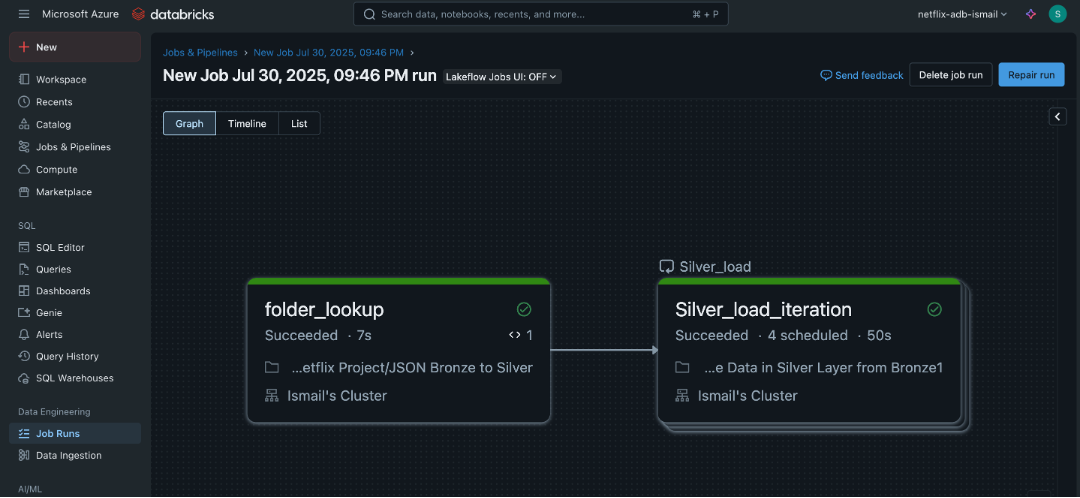 Microsoft Azure databricks Search data, notebooks, recents, and more... ⌘ + P netflix-adb-ismail S
New
Workspace
Recents
Catalog
Jobs & Pipelines
Compute
Marketplace
SQL
SQL Editor
Queries
Dashboards
Genie
Alerts
Query History
SQL Warehouses
Data Engineering
Job Runs
Data Ingestion
AI/ML
Jobs & Pipelines › New Job Jul 30, 2025, 09:46 PM ›
New Job Jul 30, 2025, 09:46 PM run Lakeflow Jobs UI: OFF
Send feedback Delete job run Repair run
Graph Timeline List
folder_lookup
Succeeded · 7s 1
...etflix Project/JSON Bronze to Silver
Ismail's Cluster
Silver_load
Silver_load_iteration
Succeeded · 4 scheduled · 50s
...e Data in Silver Layer from Bronze1
Ismail's Cluster